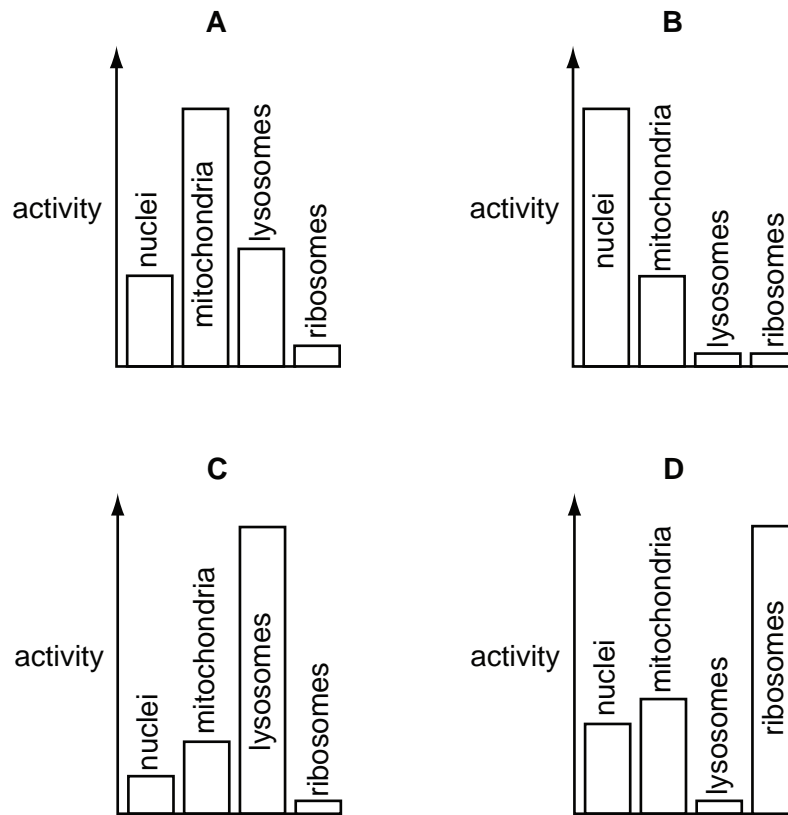 A
activity
nuclei
mitochondria
lysosomes
ribosomes
B
activity
nuclei
mitochondria
lysosomes
ribosomes
C
activity
nuclei
mitochondria
lysosomes
ribosomes
D
activity
nuclei
mitochondria
lysosomes
ribosomes